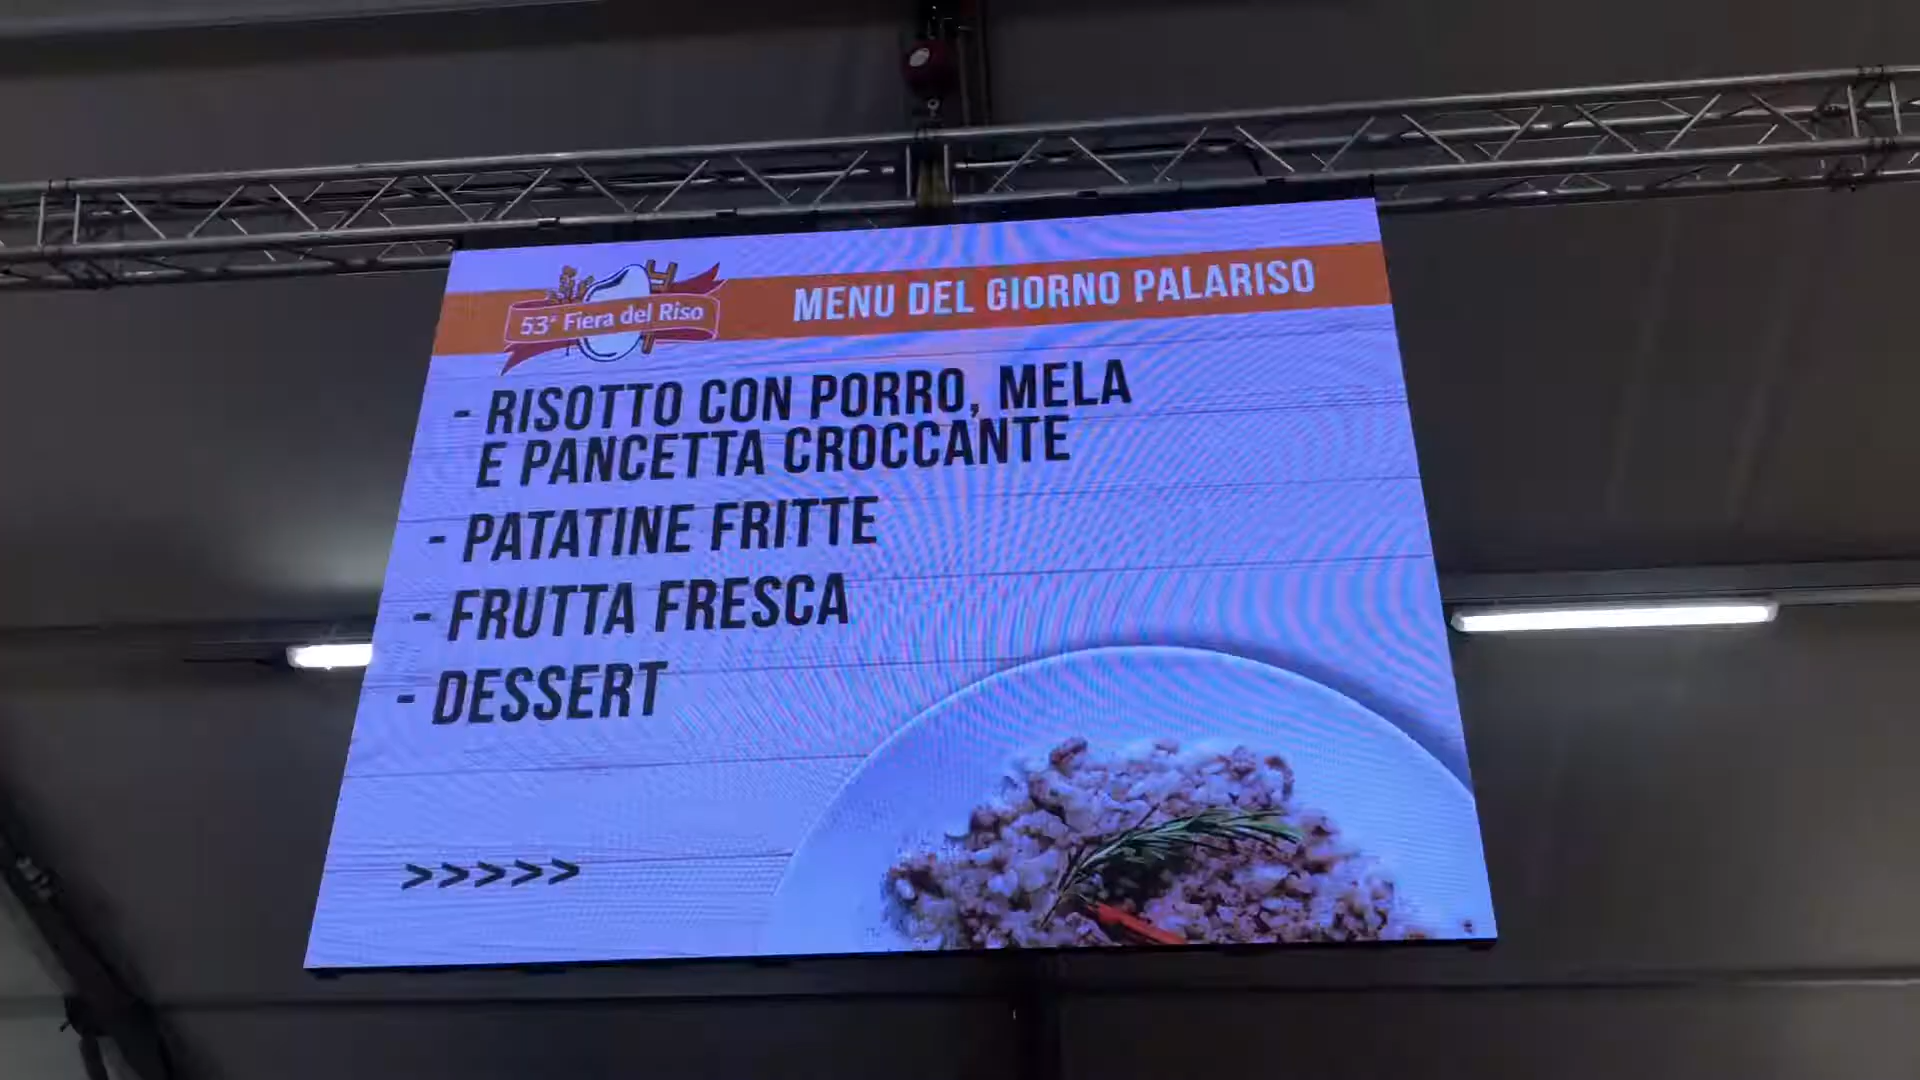 53ª Fiera del Riso
MENU DEL GIORNO PALARISO
- RISOTTO CON PORRO, MELA
E PANCETTA CROCCANTE
- PATATINE FRITTE
- FRUTTA FRESCA
- DESSERT
>>>>>